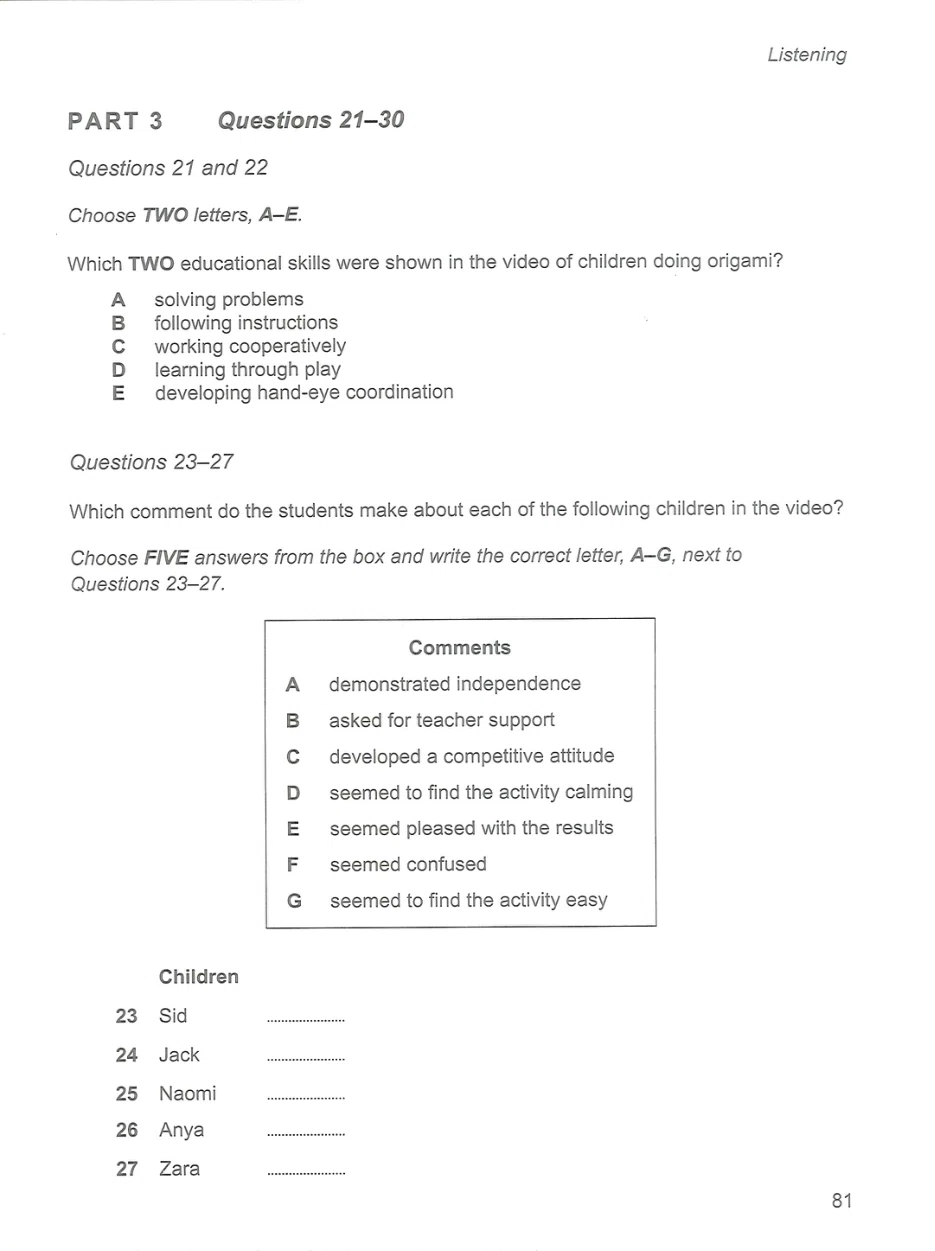 Listening
PART 3 Questions 21–30
Questions 21 and 22
Choose TWO letters, A–E.
Which TWO educational skills were shown in the video of children doing origami?
A solving problems
B following instructions
C working cooperatively
D learning through play
E developing hand-eye coordination
Questions 23–27
Which comment do the students make about each of the following children in the video?
Choose FIVE answers from the box and write the correct letter, A–G, next to
Questions 23–27.
Comments
A demonstrated independence
B asked for teacher support
C developed a competitive attitude
D seemed to find the activity calming
E seemed pleased with the results
F seemed confused
G seemed to find the activity easy
Children
23 Sid ......................
24 Jack ......................
25 Naomi ......................
26 Anya ......................
27 Zara ......................
81